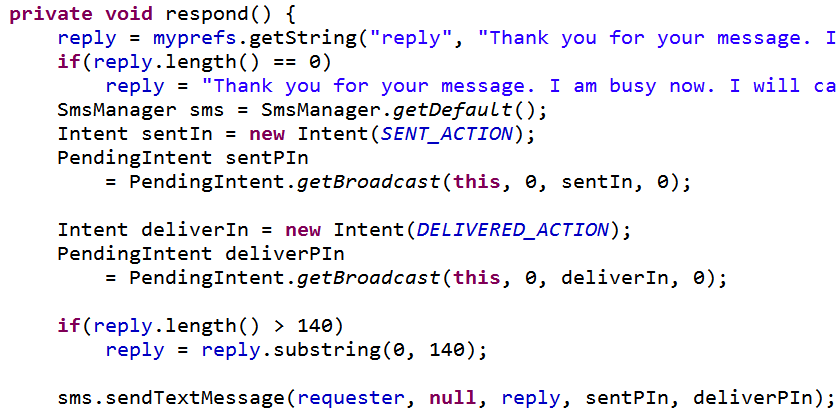 private void respond() {
    reply = myprefs.getString("reply", "Thank you for your message. I
    if(reply.length() == 0)
        reply = "Thank you for your message. I am busy now. I will ca
    SmsManager sms = SmsManager.getDefault();
    Intent sentIn = new Intent(SENT_ACTION);
    PendingIntent sentPIn
        = PendingIntent.getBroadcast(this, 0, sentIn, 0);

    Intent deliverIn = new Intent(DELIVERED_ACTION);
    PendingIntent deliverPIn
        = PendingIntent.getBroadcast(this, 0, deliverIn, 0);

    if(reply.length() > 140)
        reply = reply.substring(0, 140);

    sms.sendTextMessage(requester, null, reply, sentPIn, deliverPIn);